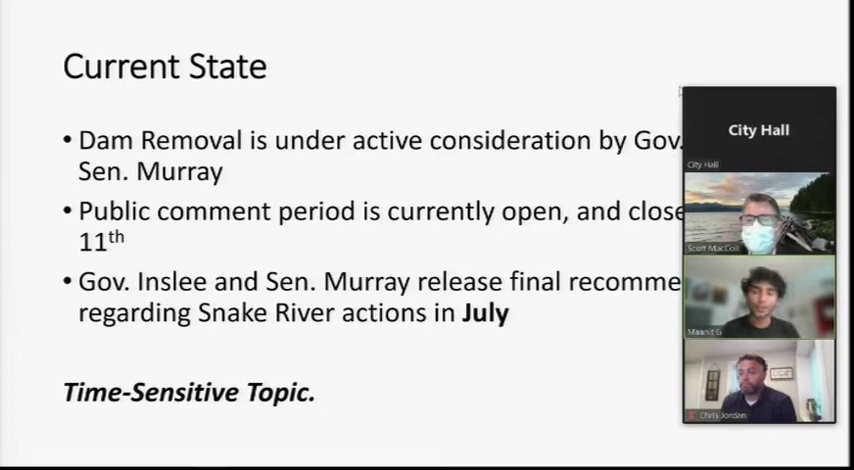 Current State
• Dam Removal is under active consideration by Gov.
Sen. Murray
• Public comment period is currently open, and close
11th
• Gov. Inslee and Sen. Murray release final recomme
regarding Snake River actions in July
Time-Sensitive Topic.
City Hall
City Hall
Scott MacColl
Maanit G
Chris Jordan